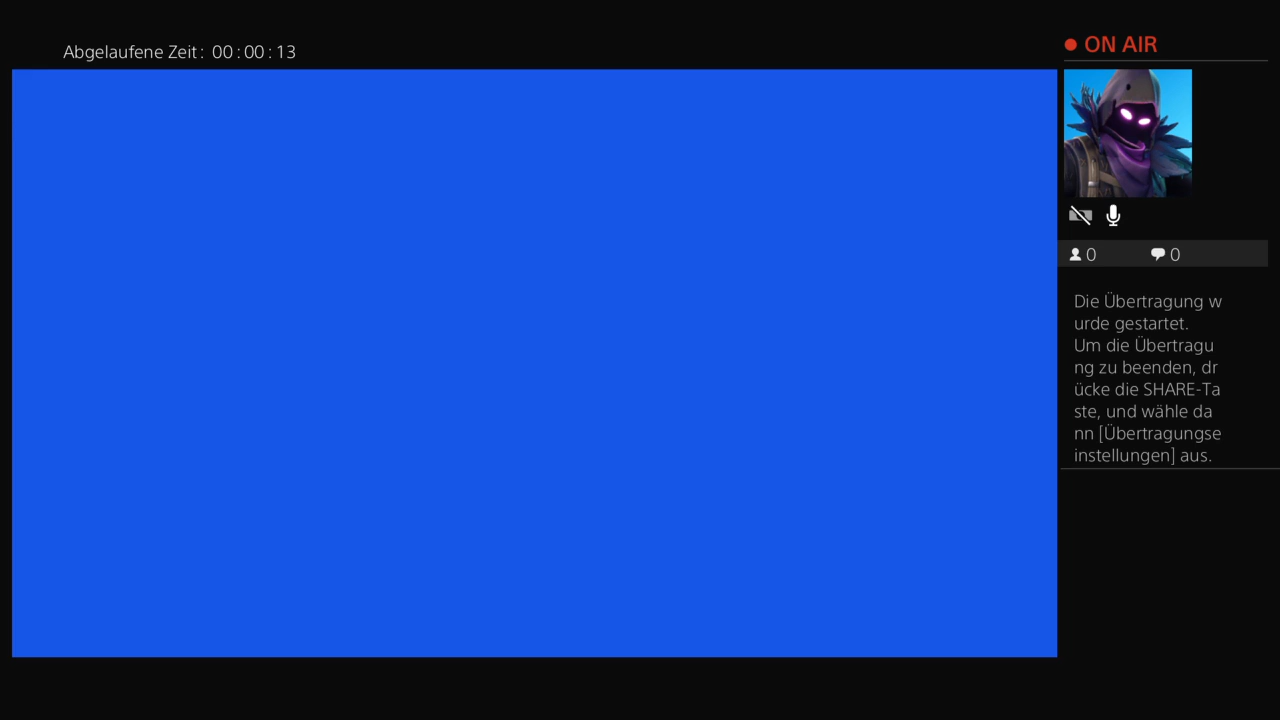 Abgelaufene Zeit: 00:00:13
ON AIR
0 0
Die Übertragung w
urde gestartet.
Um die Übertragu
ng zu beenden, dr
ücke die SHARE-Ta
ste, und wähle da
nn [Übertragungse
instellungen] aus.